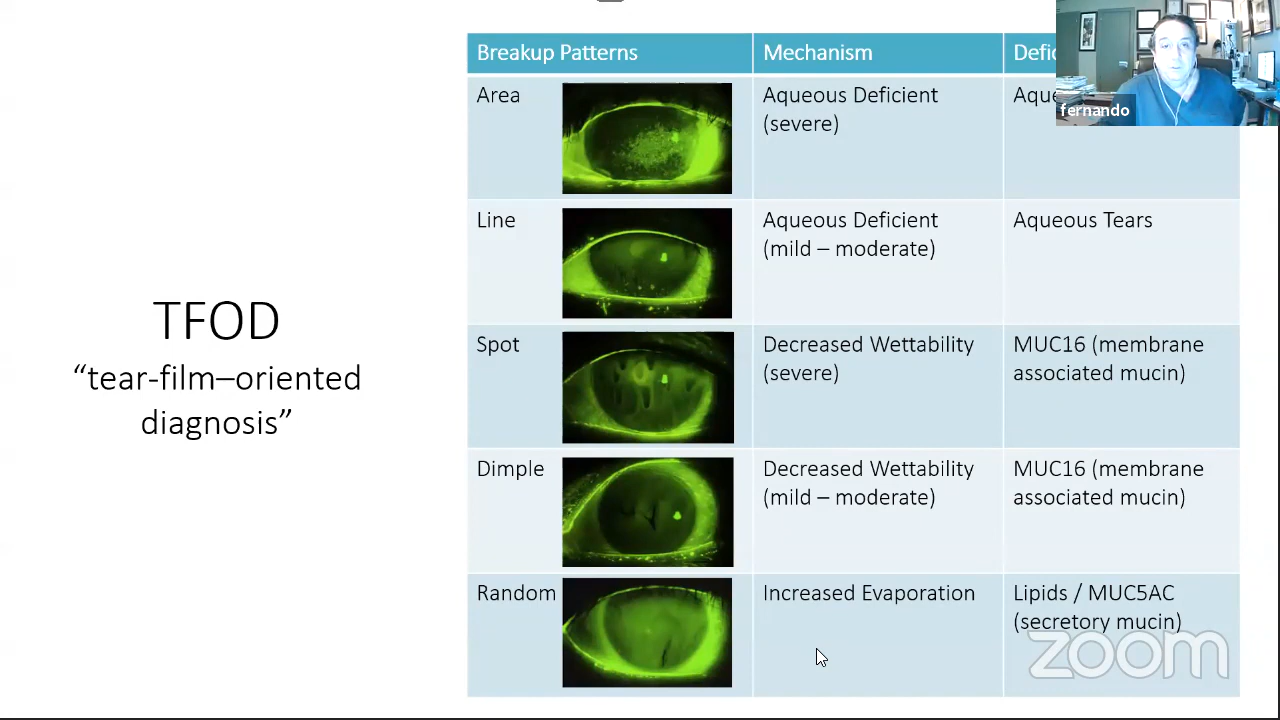 TFOD
“tear-film–oriented
diagnosis”
Breakup Patterns
Mechanism
Area
Aqueous Deficient
(severe)
Line
Aqueous Deficient
(mild – moderate)
Aqueous Tears
Spot
Decreased Wettability
(severe)
MUC16 (membrane
associated mucin)
Dimple
Decreased Wettability
(mild – moderate)
MUC16 (membrane
associated mucin)
Random
Increased Evaporation
Lipids / MUC5AC
(secretory mucin)
fernando
zoom